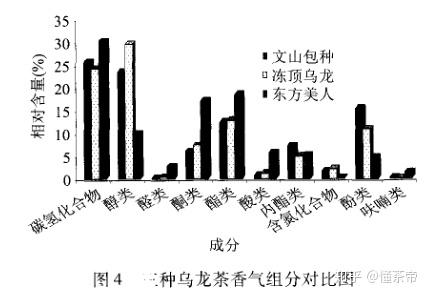 相对含量(%)
35
30
25
20
15
10
5
0
文山包种
冻顶乌龙
东方美人
碳氢化合物
醇类
醛类
酮类
酯类
酸类
内酯类
含氮化合物
酚类
呋喃类
成分
图4 三种乌龙茶香气组分对比图
知乎 @懂茶帝